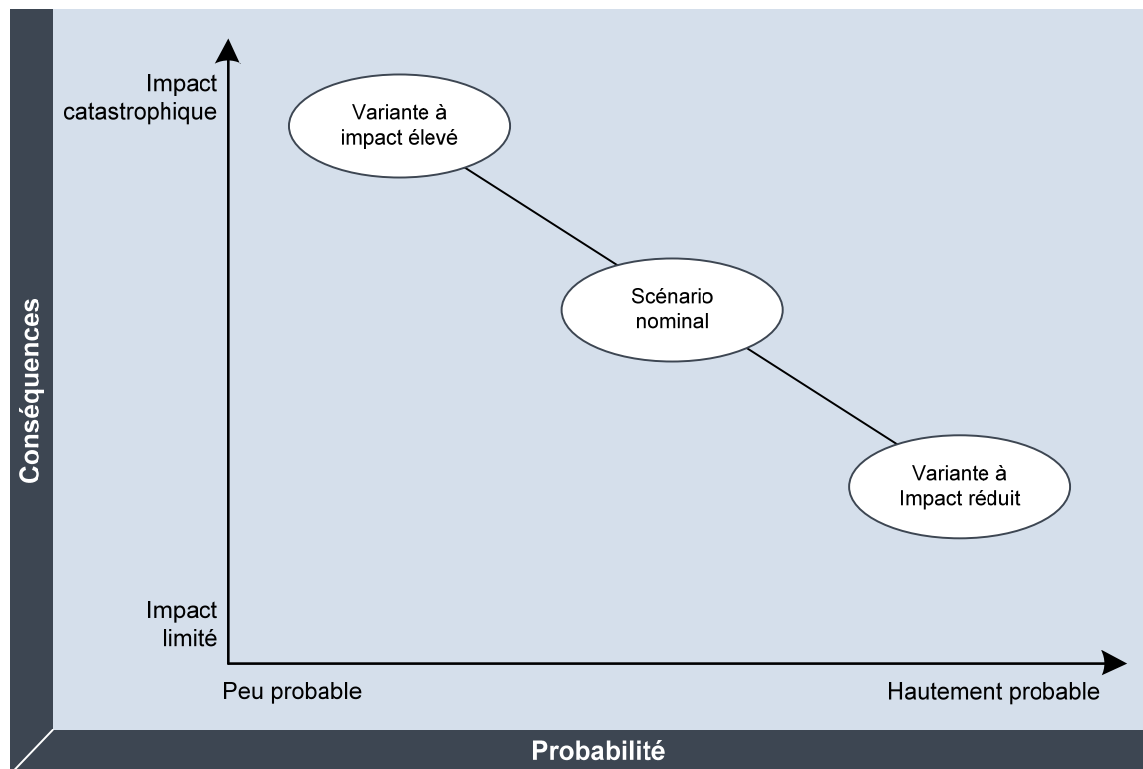 Impact
catastrophique
Variante à
impact élevé
Scénario
nominal
Variante à
Impact réduit
Conséquences
Impact
limité
Peu probable
Hautement probable
Probabilité